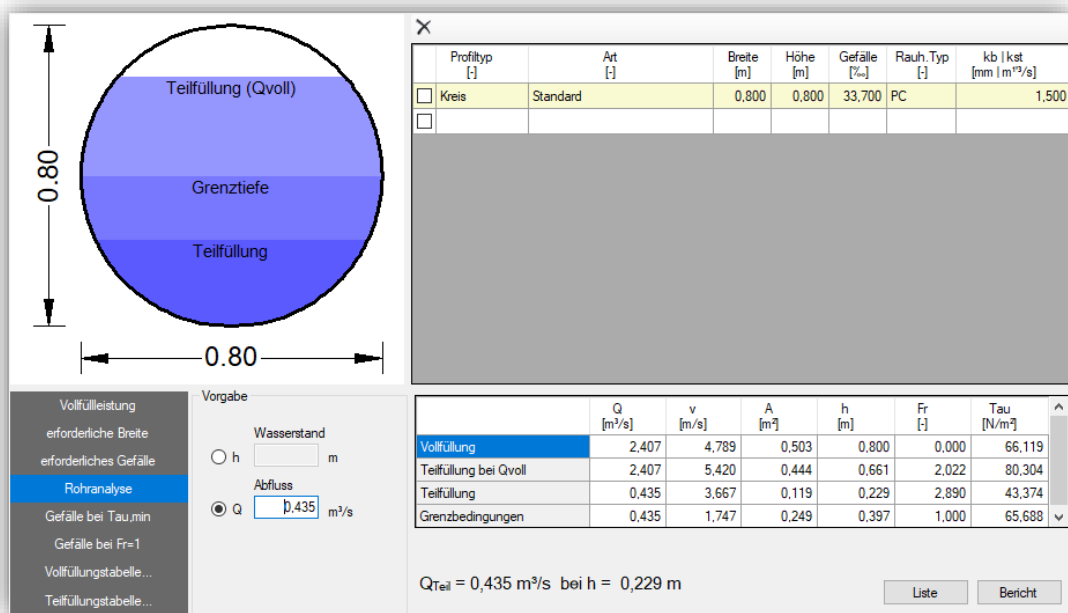 Teilfüllung (Qvoll)
Grenztiefe
Teilfüllung
0.80
0.80
Profiltyp Art Breite Höhe Gefälle Rauh.Typ kb | kst
[-] [-] [m] [m] [‰] [-] [mm | m¹'³/s]
Kreis Standard 0,800 0,800 33,700 PC 1,500
Vollfülleistung
erforderliche Breite
erforderliches Gefälle
Rohranalyse
Gefälle bei Tau,min
Gefälle bei Fr=1
Vollfüllungstabelle...
Teilfüllungstabelle...
Vorgabe
Wasserstand
h m
Abfluss
Q 0,435 m³/s
Q v A h Fr Tau
[m³/s] [m/s] [m²] [m] [-] [N/m²]
Vollfüllung 2,407 4,789 0,503 0,800 0,000 66,119
Teilfüllung bei Qvoll 2,407 5,420 0,444 0,661 2,022 80,304
Teilfüllung 0,435 3,667 0,119 0,229 2,890 43,374
Grenzbedingungen 0,435 1,747 0,249 0,397 1,000 65,688
QTeil = 0,435 m³/s bei h = 0,229 m
Liste
Bericht